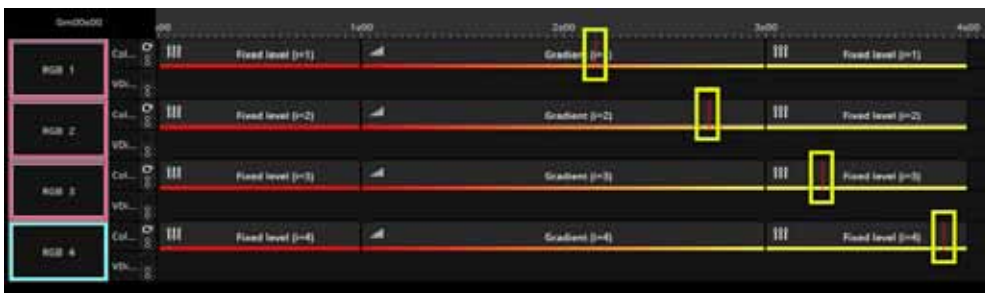 0m00s00 s00 1s00 2s00 3s00 4s00
RGB 1 Col... Fixed level (i=1) Gradient (i=1) Fixed level (i=1)
VDi...
RGB 2 Col... Fixed level (i=2) Gradient (i=2) Fixed level (i=2)
VDi...
RGB 3 Col... Fixed level (i=3) Gradient (i=3) Fixed level (i=3)
VDi...
RGB 4 Col... Fixed level (i=4) Gradient (i=4) Fixed level (i=4)
VDi...